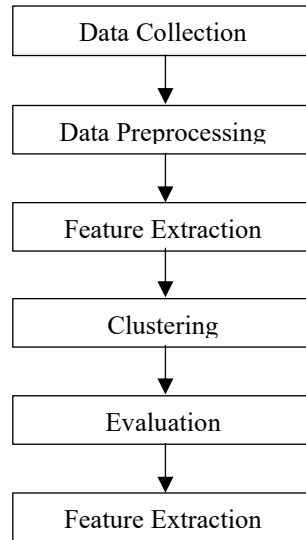 Data Collection
Data Preprocessing
Feature Extraction
Clustering
Evaluation
Feature Extraction